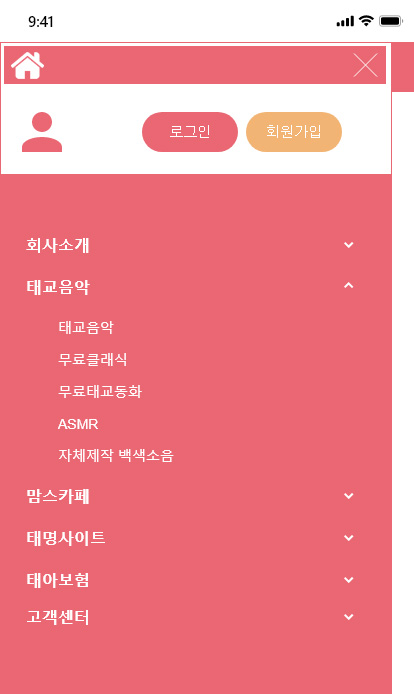 9:41
로그인
회원가입
회사소개
태교음악
태교음악
무료클래식
무료태교동화
ASMR
자체제작 백색소음
맘스카페
태명사이트
태아보험
고객센터